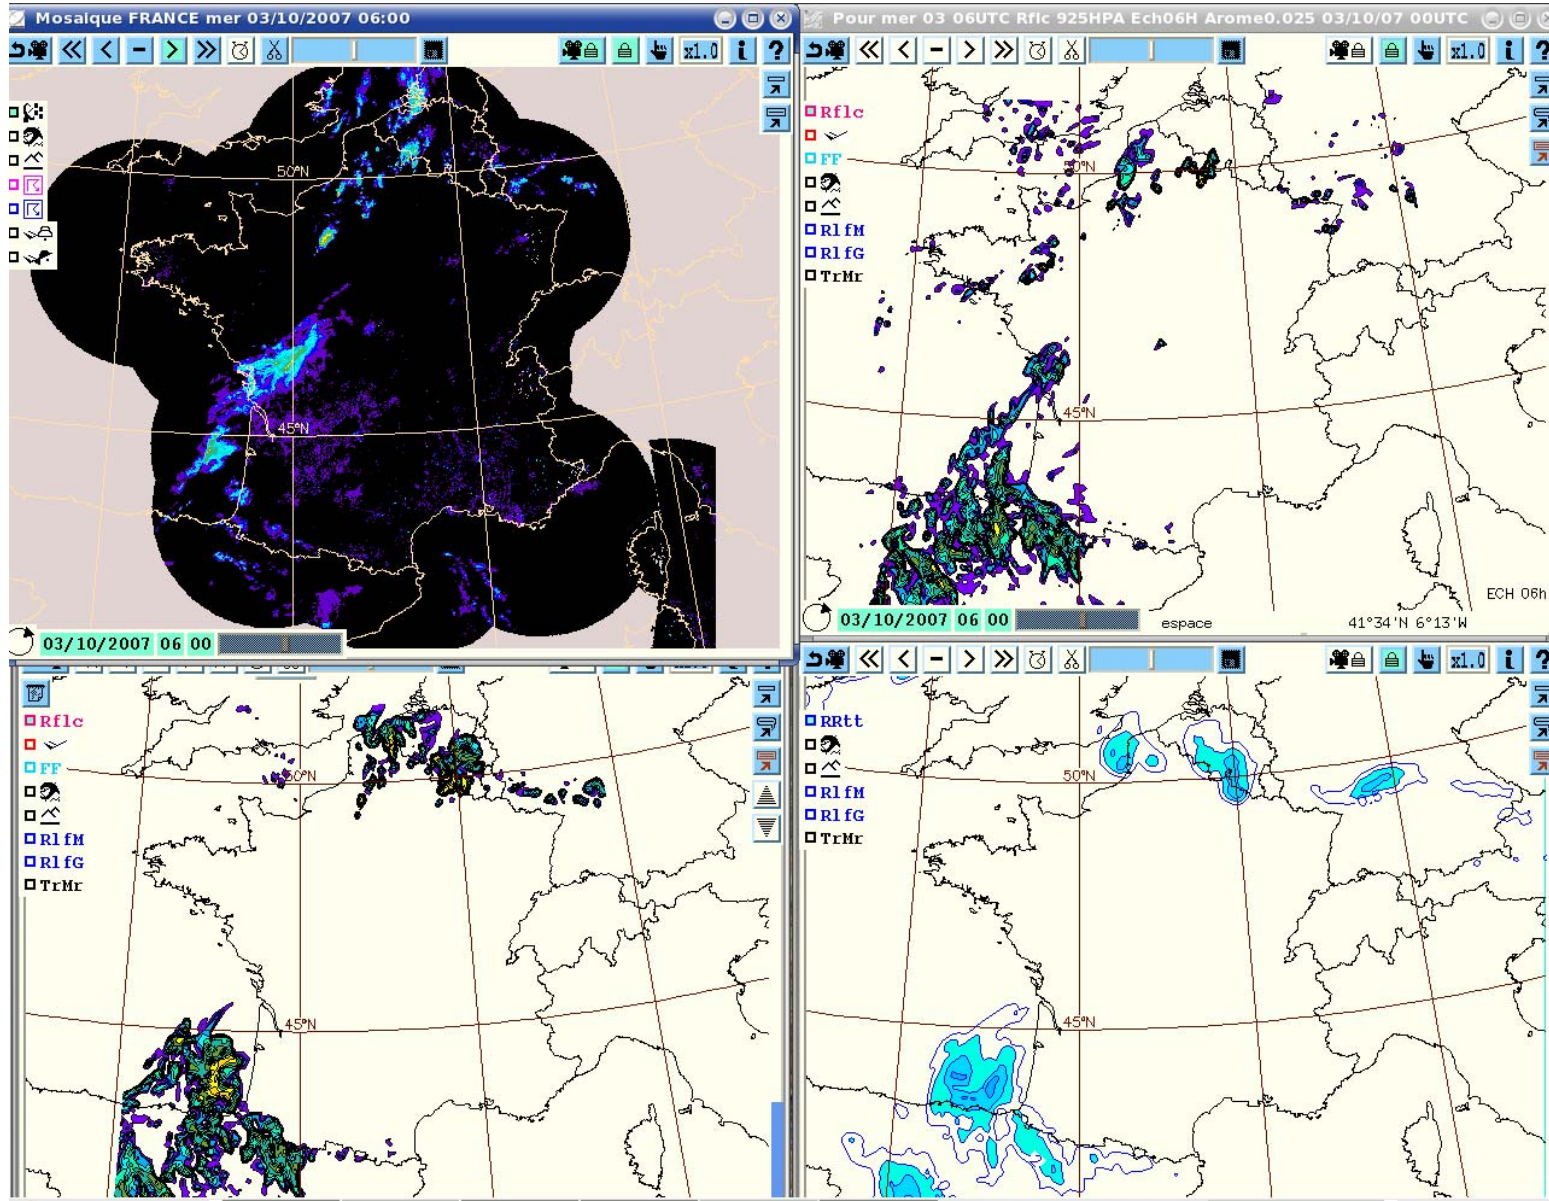 Mosaique FRANCE mer 03/10/2007 06:00
x1.0 i ?
50°N
45°N
03/10/2007 06 00
Pour mer 03 06UTC Rflc 925HPA Ech06H Arome0.025 03/10/07 00UTC
x1.0 i ?
Rflc
FF
RlfM
RlfG
TrMr
50°N
45°N
ECH 06h
03/10/2007 06 00
espace
41°34'N 6°13'W
Rflc
FF
RlfM
RlfG
TrMr
50°N
45°N
x1.0 i ?
RRtt
RlfM
RlfG
TrMr
50°N
45°N